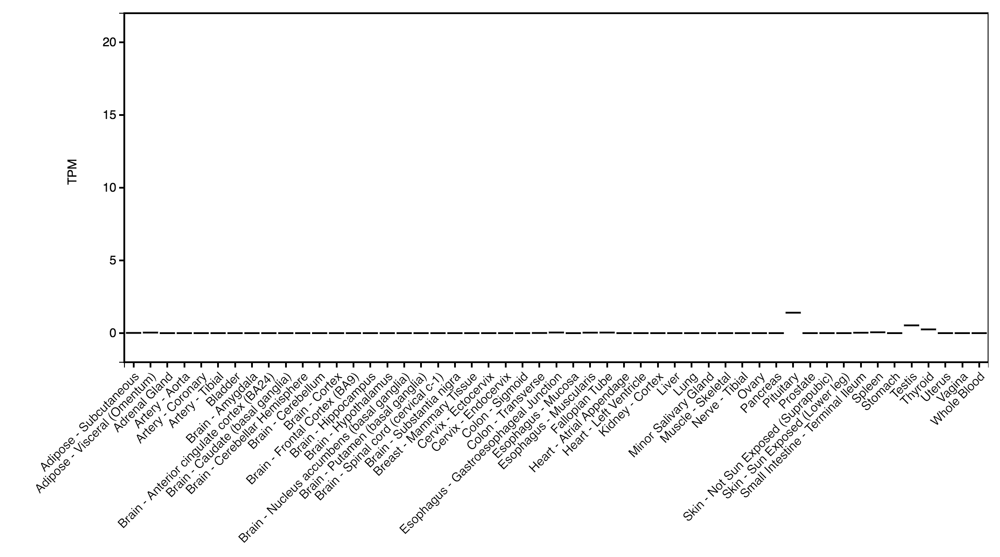 20
15
10
5
0
TPM
Adipose - Subcutaneous
Adipose - Visceral (Omentum)
Adrenal Gland
Artery - Aorta
Artery - Coronary
Artery - Tibial
Bladder
Brain - Amygdala
Brain - Anterior cingulate cortex (BA24)
Brain - Caudate (basal ganglia)
Brain - Cerebellar Hemisphere
Brain - Cerebellum
Brain - Cortex
Brain - Frontal Cortex (BA9)
Brain - Hippocampus
Brain - Hypothalamus
Brain - Nucleus accumbens (basal ganglia)
Brain - Putamen (basal ganglia)
Brain - Spinal cord (cervical c-1)
Brain - Substantia nigra
Breast - Mammary Tissue
Cervix - Ectocervix
Cervix - Endocervix
Colon - Sigmoid
Colon - Transverse
Esophagus - Gastroesophageal Junction
Esophagus - Mucosa
Esophagus - Muscularis
Fallopian Tube
Heart - Atrial Appendage
Heart - Left Ventricle
Kidney - Cortex
Liver
Lung
Minor Salivary Gland
Muscle - Skeletal
Nerve - Tibial
Ovary
Pancreas
Pituitary
Prostate
Skin - Not Sun Exposed (Suprapubic)
Skin - Sun Exposed (Lower leg)
Small Intestine - Terminal Ileum
Spleen
Stomach
Testis
Thyroid
Uterus
Vagina
Whole Blood